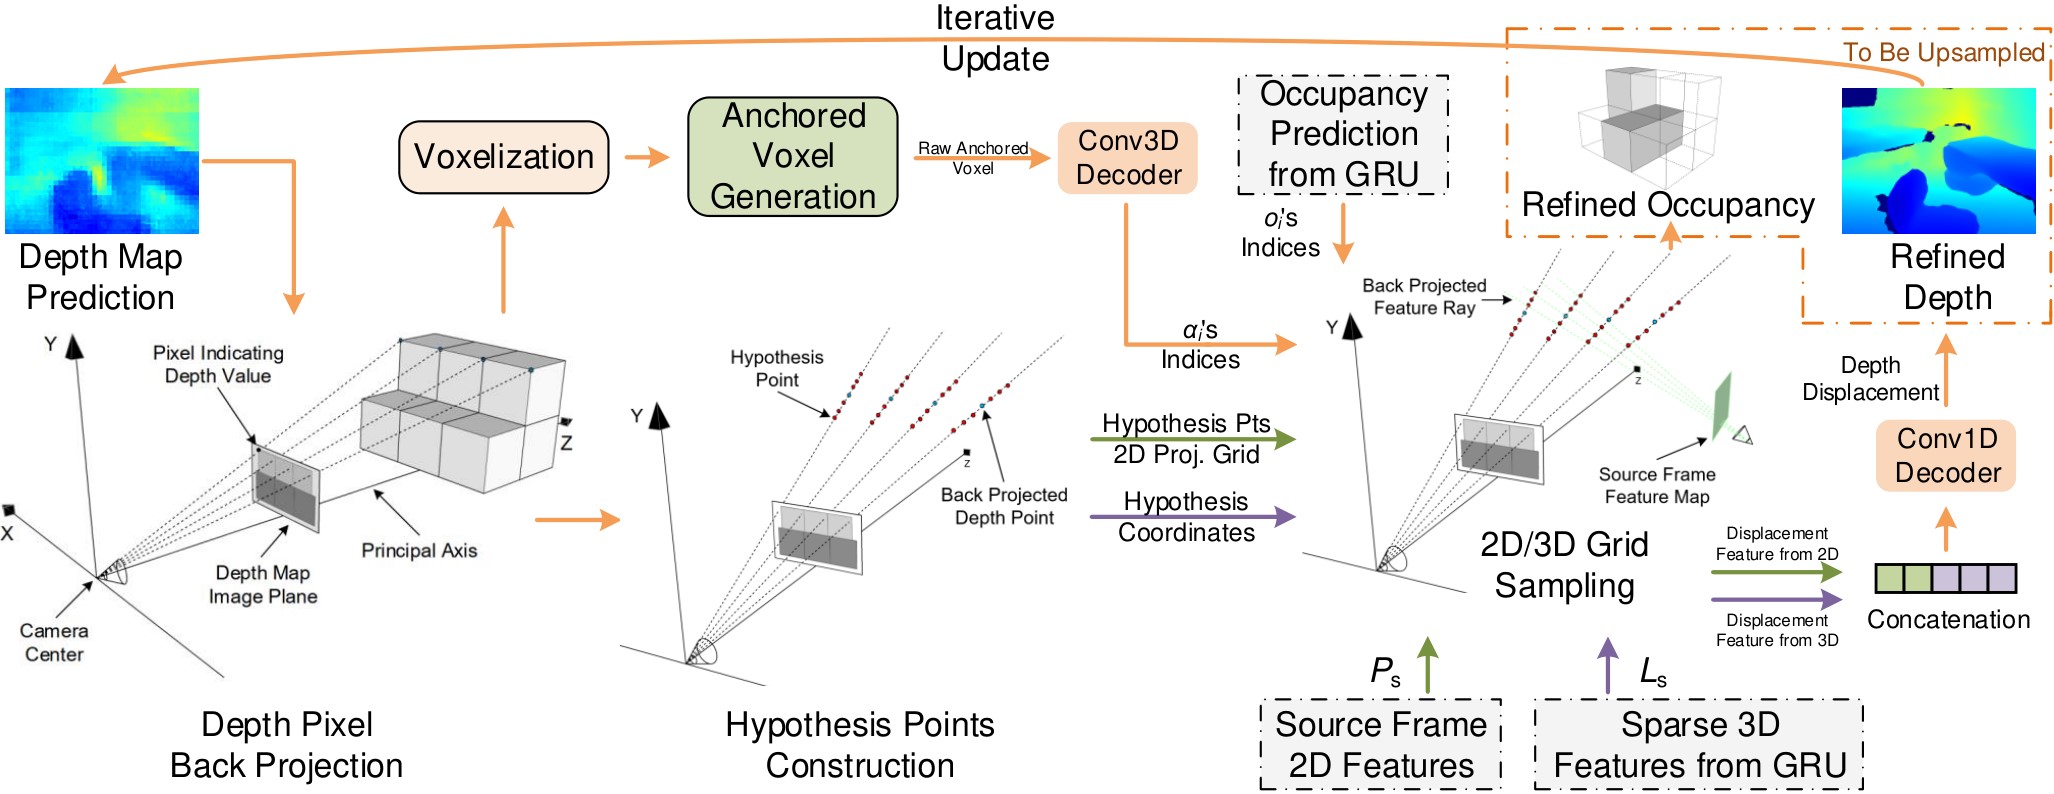 Iterative
Update
To Be Upsampled
Depth Map
Prediction
Voxelization
Anchored
Voxel
Generation
Raw Anchored
Voxel
Conv3D
Decoder
Occupancy
Prediction
from GRU
oᵢ's
Indices
Refined Occupancy
Refined
Depth
Y
Pixel Indicating
Depth Value
Z
X
Principal Axis
Depth Map
Image Plane
Camera
Center
Depth Pixel
Back Projection
Hypothesis
Point
Y
z
Back Projected
Depth Point
Hypothesis Points
Construction
αᵢ's
Indices
Hypothesis Pts
2D Proj. Grid
Hypothesis
Coordinates
Back Projected
Feature Ray
Y
z
Source Frame
Feature Map
2D/3D Grid
Sampling
Pₛ
Lₛ
Source Frame
2D Features
Sparse 3D
Features from GRU
Displacement
Feature from 2D
Displacement
Feature from 3D
Concatenation
Conv1D
Decoder
Depth
Displacement